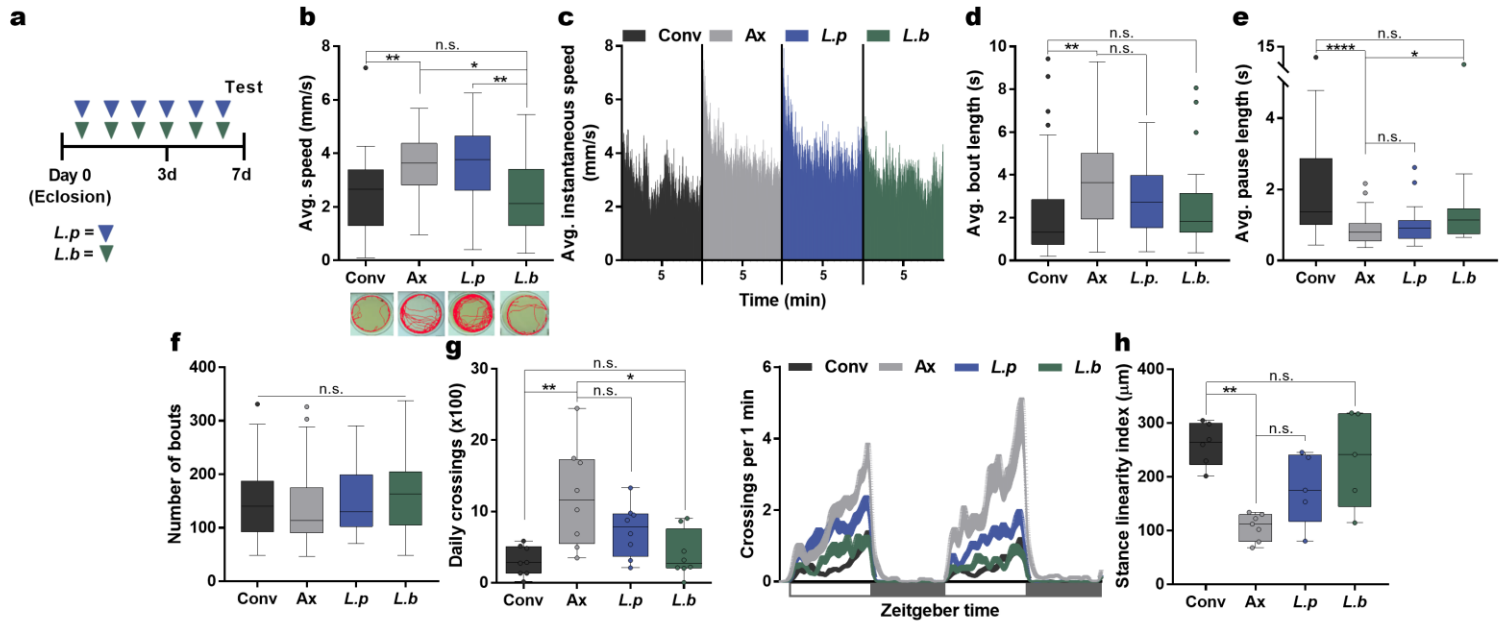 a
Test
Day 0
(Eclosion)
3d
7d
L.p =
L.b =
b
Avg. speed (mm/s)
8
6
4
2
0
n.s.
**
*
**
Conv
Ax
L.p
L.b
c
Conv
Ax
L.p
L.b
Avg. instantaneous speed
(mm/s)
8
6
4
2
0
5
5
5
5
Time (min)
d
Avg. bout length (s)
10
8
6
4
2
0
n.s.
**
n.s.
Conv
Ax
L.p.
L.b.
e
Avg. pause length (s)
15
4
2
0
n.s.
****
*
n.s.
Conv
Ax
L.p
L.b
f
Number of bouts
400
300
200
100
0
n.s.
Conv
Ax
L.p
L.b
g
Daily crossings (x100)
30
20
10
0
n.s.
**
*
n.s.
Conv
Ax
L.p
L.b
Conv
Ax
L.p
L.b
Crossings per 1 min
6
4
2
0
Zeitgeber time
h
Stance linearity index (μm)
400
300
200
100
0
n.s.
**
n.s.
Conv
Ax
L.p
L.b